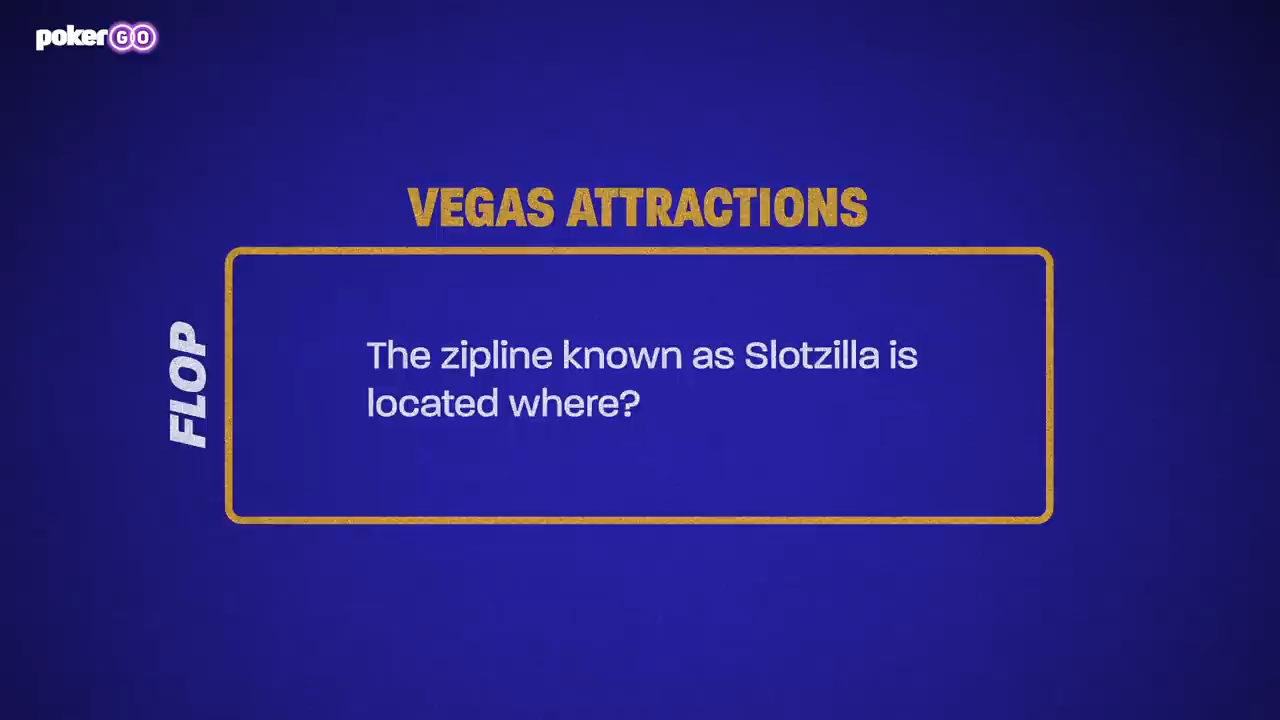 pokerGO
VEGAS ATTRACTIONS
FLOP
The zipline known as Slotzilla is
located where?